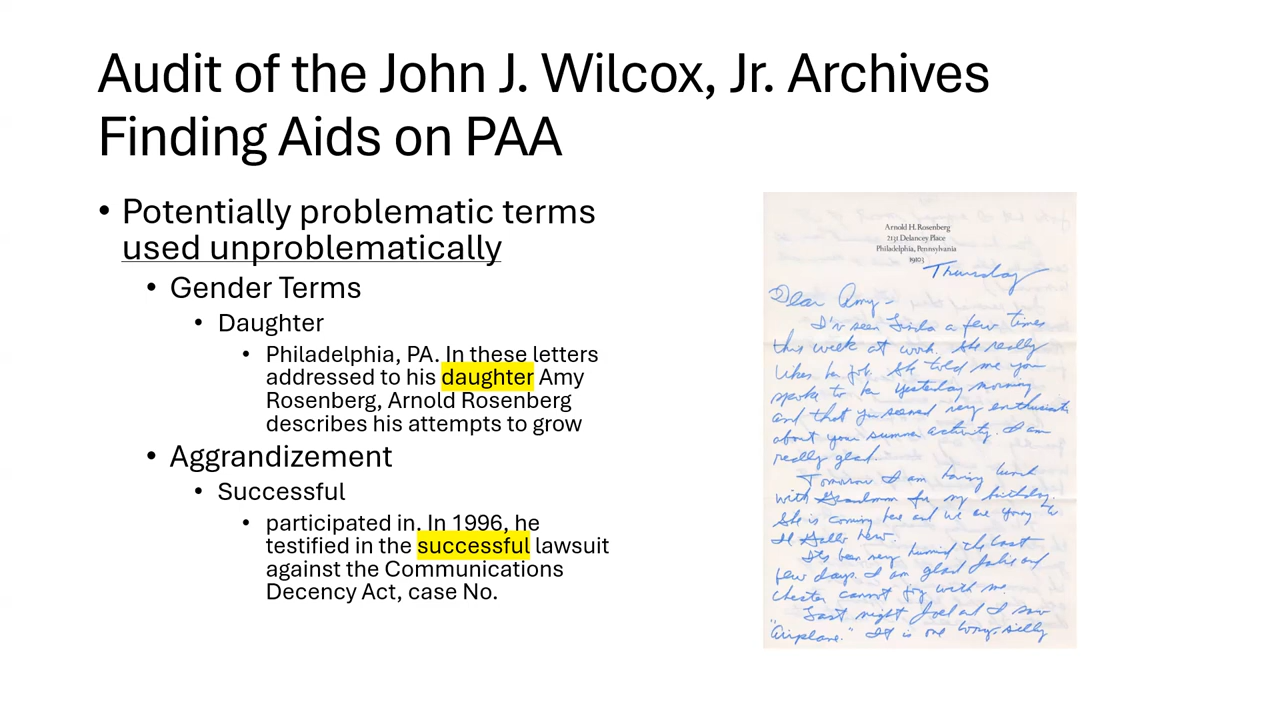 Audit of the John J. Wilcox, Jr. Archives
Finding Aids on PAA
• Potentially problematic terms
used unproblematically
• Gender Terms
• Daughter
• Philadelphia, PA. In these letters
addressed to his daughter Amy
Rosenberg, Arnold Rosenberg
describes his attempts to grow
• Aggrandizement
• Successful
• participated in. In 1996, he
testified in the successful lawsuit
against the Communications
Decency Act, case No.
Arnold H. Rosenberg
2131 Delancey Place
Philadelphia, Pennsylvania
19103
Thursday
Dear Amy –
I've seen Linda a few times
this week at work. She really
likes her job. She told me you
spoke to her yesterday morning
and that you seemed very enthusiastic
about your summer activity. I am
really glad.
Tomorrow I am having lunch
with Grandmom for my birthday.
She is coming here and we are going to
It's been very humid the last
few days. I am glad Julie and
Chester cannot jog with me.
Last night Joel and I saw
"Airplane." It is one long, silly